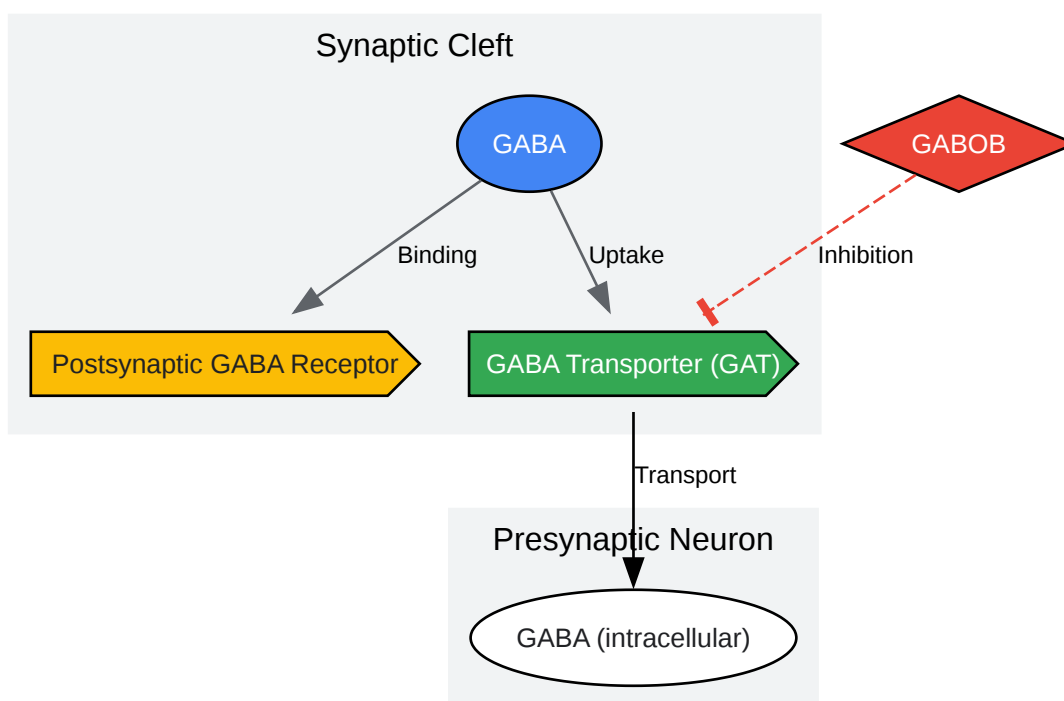 Synaptic Cleft
GABA
GABOB
Binding
Uptake
Inhibition
Postsynaptic GABA Receptor
GABA Transporter (GAT)
Transport
Presynaptic Neuron
GABA (intracellular)